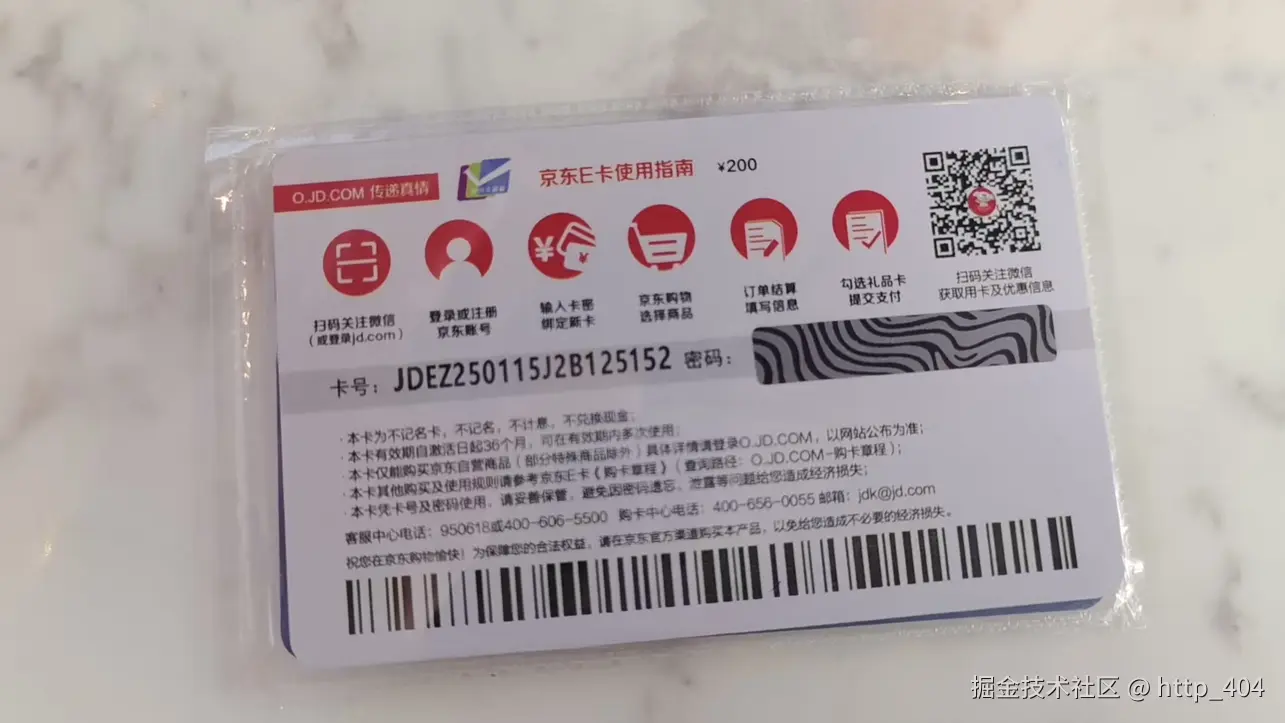 O.JD.COM 传递真情
京东E卡使用指南 ¥200
扫码关注微信
(或登录jd.com)
登录或注册
京东账号
输入卡密
绑定新卡
京东购物
选择商品
订单结算
填写信息
勾选礼品卡
提交支付
扫码关注微信
获取用卡及优惠信息
卡号：JDEZ250115J2B125152 密码：
·本卡为不记名卡，不记名，不计息，不兑换现金；
·本卡有效期自激活日起36个月，可在有效期内多次使用；
·本卡仅能购买京东自营商品（部分特殊商品除外）具体详情请登录O.JD.COM，以网站公布为准；
·本卡其他购买及使用规则请参考京东E卡《购卡章程》（查询路径：O.JD.COM-购卡章程）；
·本卡凭卡号及密码使用，请妥善保管，避免因密码遗忘、泄露等问题给您造成经济损失；
客服中心电话：950618或400-606-5500 购卡中心电话：400-656-0055 邮箱：jdk@jd.com
祝您在京东购物愉快！为保障您的合法权益，请在京东官方渠道购买本产品，以免给您造成不必要的经济损失。
掘金技术社区 @ http_404